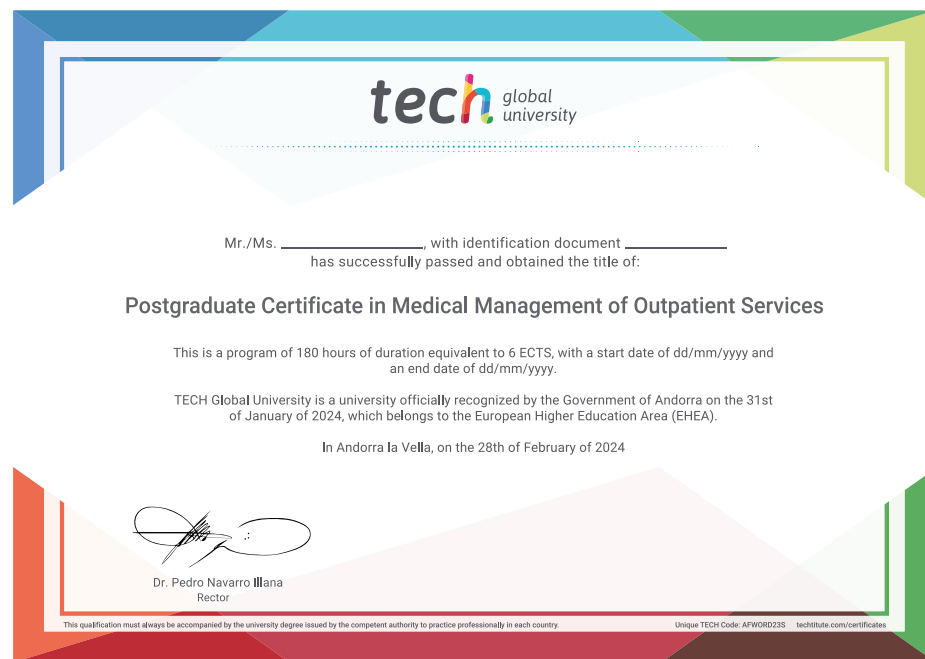 tech global university
Mr./Ms. ____________________, with identification document ______________
has successfully passed and obtained the title of:
Postgraduate Certificate in Medical Management of Outpatient Services
This is a program of 180 hours of duration equivalent to 6 ECTS, with a start date of dd/mm/yyyy and
an end date of dd/mm/yyyy.
TECH Global University is a university officially recognized by the Government of Andorra on the 31st
of January of 2024, which belongs to the European Higher Education Area (EHEA).
In Andorra la Vella, on the 28th of February of 2024
Dr. Pedro Navarro Illana
Rector
This qualification must always be accompanied by the university degree issued by the competent authority to practice professionally in each country.
Unique TECH Code: AFWORD23S techtitute.com/certificates